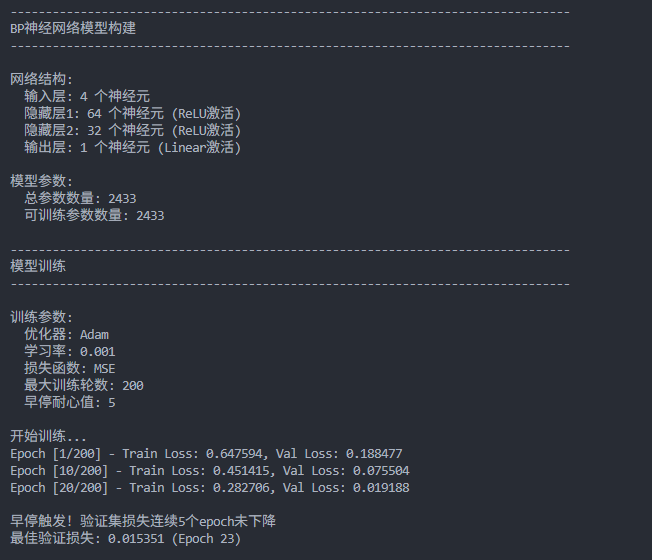 --------------------------------------------------------------------------------
BP神经网络模型构建
--------------------------------------------------------------------------------
网络结构:
输入层: 4 个神经元
隐藏层1: 64 个神经元 (ReLU激活)
隐藏层2: 32 个神经元 (ReLU激活)
输出层: 1 个神经元 (Linear激活)
模型参数:
总参数数量: 2433
可训练参数数量: 2433
--------------------------------------------------------------------------------
模型训练
--------------------------------------------------------------------------------
训练参数:
优化器: Adam
学习率: 0.001
损失函数: MSE
最大训练轮数: 200
早停耐心值: 5
开始训练...
Epoch [1/200] - Train Loss: 0.647594, Val Loss: 0.188477
Epoch [10/200] - Train Loss: 0.451415, Val Loss: 0.075504
Epoch [20/200] - Train Loss: 0.282706, Val Loss: 0.019188
早停触发! 验证集损失连续5个epoch未下降
最佳验证损失: 0.015351 (Epoch 23)